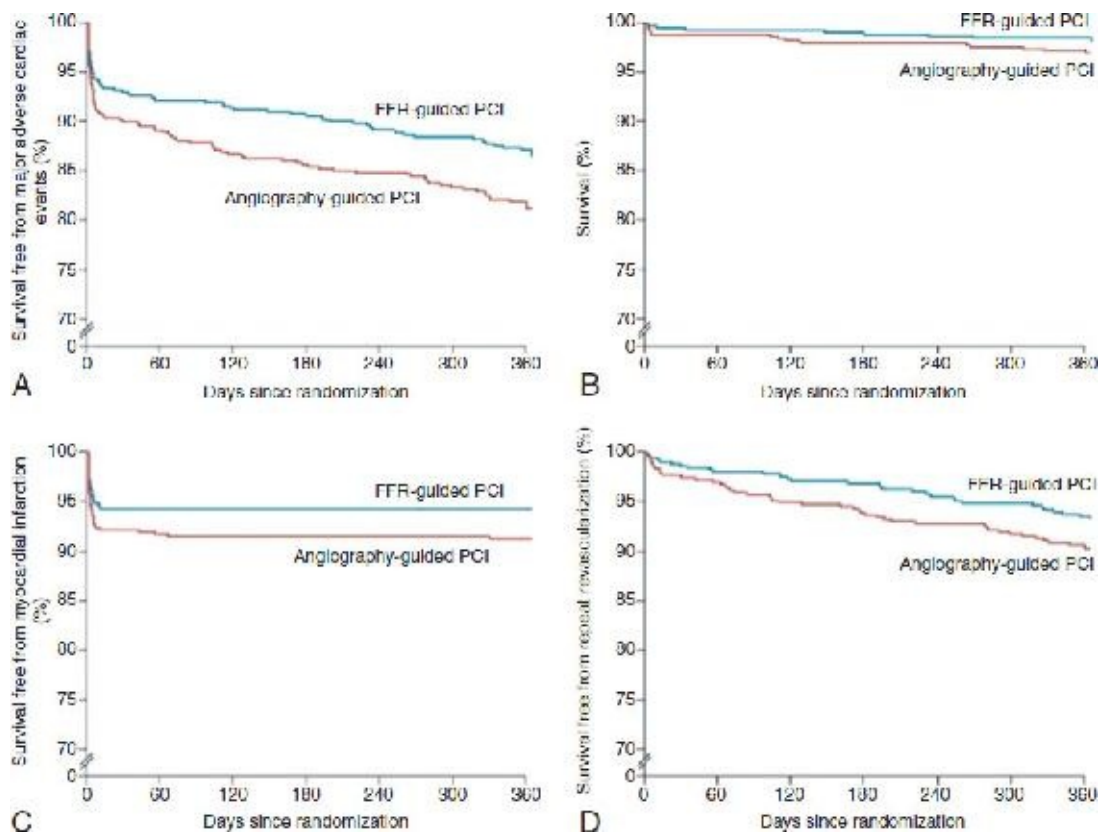 Survival free from major adverse cardiac
events (%)
100
95
90
85
80
75
70
0
FFR-guided PCI
Angiography-guided PCI
0 60 120 180 240 300 360
Days since randomization
A
Survival (%)
100
95
90
85
80
75
70
0
FFR-guided PCI
Angiography-guided PCI
0 60 120 180 240 300 360
Days since randomization
B
Survival free from myocardial infarction
(%)
100
95
90
85
80
75
70
0
FFR-guided PCI
Angiography-guided PCI
0 60 120 180 240 300 360
Days since randomization
C
Survival free from repeat revascularization (%)
100
95
90
85
80
75
70
0
FFR-guided PCI
Angiography-guided PCI
0 60 120 180 240 300 360
Days since randomization
D